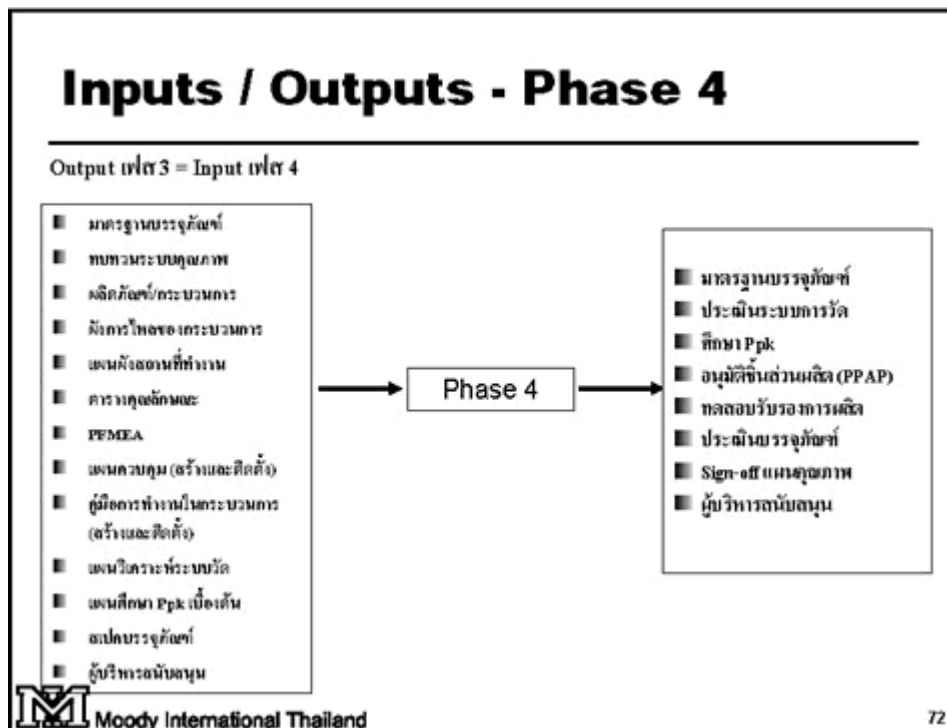 Inputs / Outputs - Phase 4
Output เฟส 3 = Input เฟส 4
มาตรฐานบรรจุภัณฑ์
ทบทวนระบบคุณภาพ
ผลิตภัณฑ์/กระบวนการ
ผังการไหลของกระบวนการ
แผนผังสถานที่ทำงาน
ตารางคุณลักษณะ
PFMEA
แผนควบคุม (สร้างและติดตั้ง)
คู่มือการทำงานในกระบวนการ
(สร้างและติดตั้ง)
แผนวิเคราะห์ระบบวัด
แผนศึกษา Ppk เบื้องต้น
สเปคบรรจุภัณฑ์
ผู้บริหารสนับสนุน
Phase 4
มาตรฐานบรรจุภัณฑ์
ประเมินระบบการวัด
ศึกษา Ppk
อนุมัติชิ้นส่วนผลิต (PPAP)
ทดสอบรับรองการผลิต
ประเมินบรรจุภัณฑ์
Sign-off แผนคุณภาพ
ผู้บริหารสนับสนุน
Moody International Thailand
72